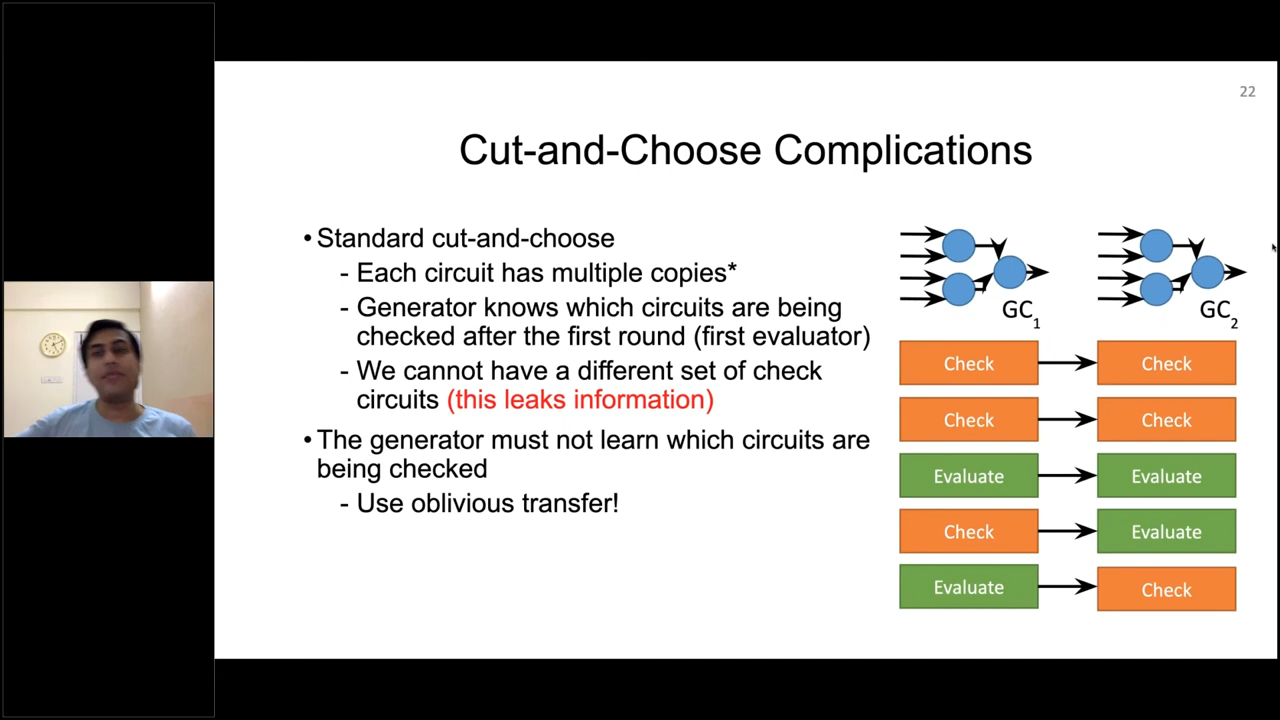 22
Cut-and-Choose Complications
•Standard cut-and-choose
- Each circuit has multiple copies*
- Generator knows which circuits are being
checked after the first round (first evaluator)
- We cannot have a different set of check
circuits (this leaks information)
•The generator must not learn which circuits are
being checked
- Use oblivious transfer!
GC1 GC2
Check Check
Check Check
Evaluate Evaluate
Check Evaluate
Evaluate Check